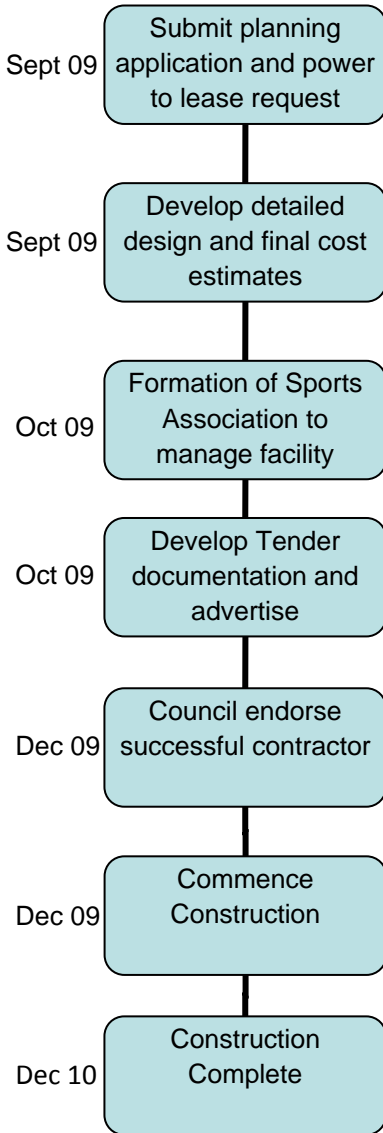 Submit planning
Sept 09 application and power
to lease request
Develop detailed
Sept 09 design and final cost
estimates
Formation of Sports
Oct 09 Association to
manage facility
Develop Tender
Oct 09 documentation and
advertise
Council endorse
Dec 09 successful contractor
Commence
Dec 09 Construction
Construction
Dec 10 Complete